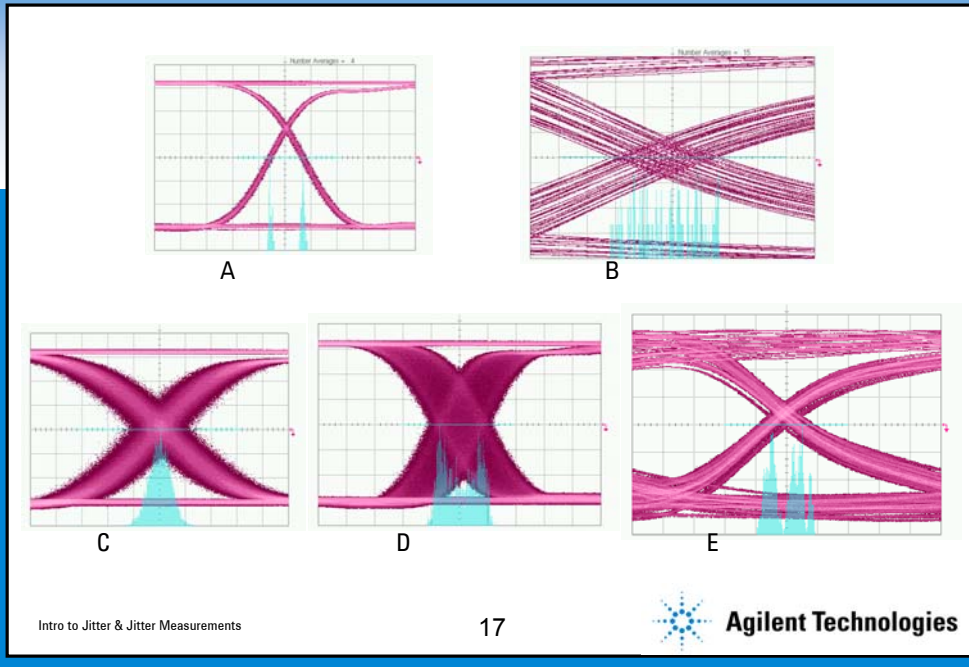 Number Averages = 4
Number Averages = 15
A
B
C
D
E
Intro to Jitter & Jitter Measurements
17
Agilent Technologies